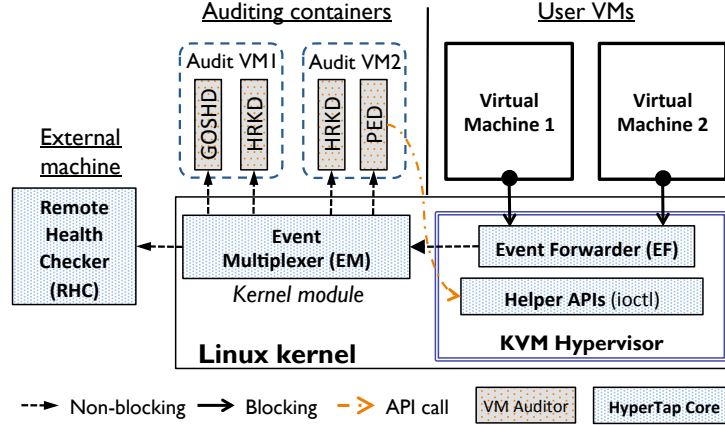 Auditing containers
User VMs
Audit VM1
Audit VM2
GOSHD
HRKD
HRKD
PED
Virtual
Machine 1
Virtual
Machine 2
External
machine
Remote
Health
Checker
(RHC)
Event
Multiplexer (EM)
Kernel module
Event Forwarder (EF)
Helper APIs (ioctl)
KVM Hypervisor
Linux kernel
Non-blocking
Blocking
API call
VM Auditor
HyperTap Core